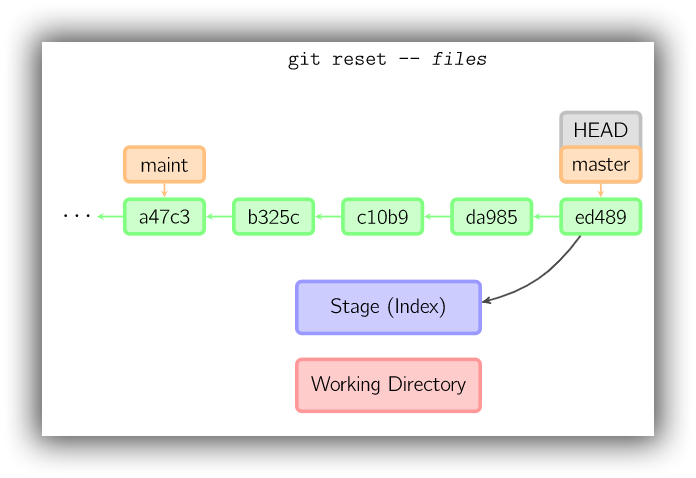 git reset -- files
HEAD
maint
master
... a47c3 b325c c10b9 da985 ed489
Stage (Index)
Working Directory